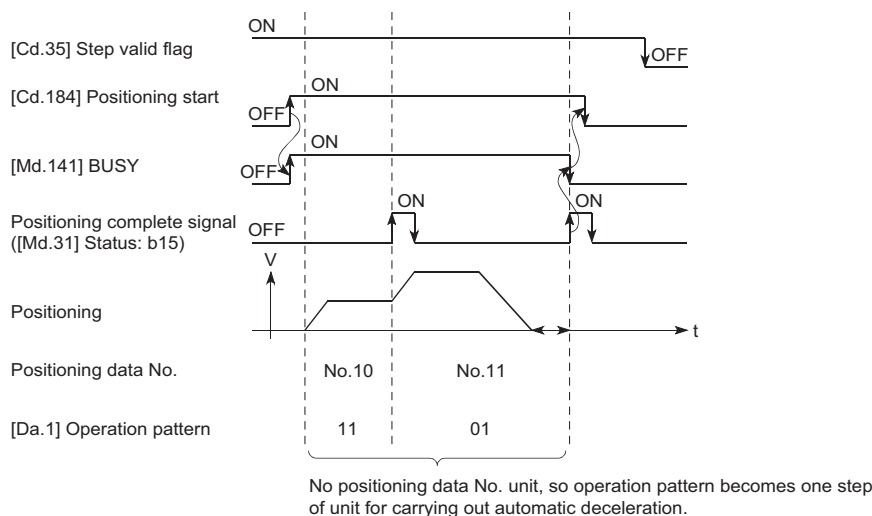 ON
[Cd.35] Step valid flag
OFF
[Cd.184] Positioning start
ON
OFF
[Md.141] BUSY
ON
OFF
Positioning complete signal
([Md.31] Status: b15)
OFF
ON
ON
V
Positioning
t
Positioning data No.
No.10
No.11
[Da.1] Operation pattern
11
01
No positioning data No. unit, so operation pattern becomes one step
of unit for carrying out automatic deceleration.